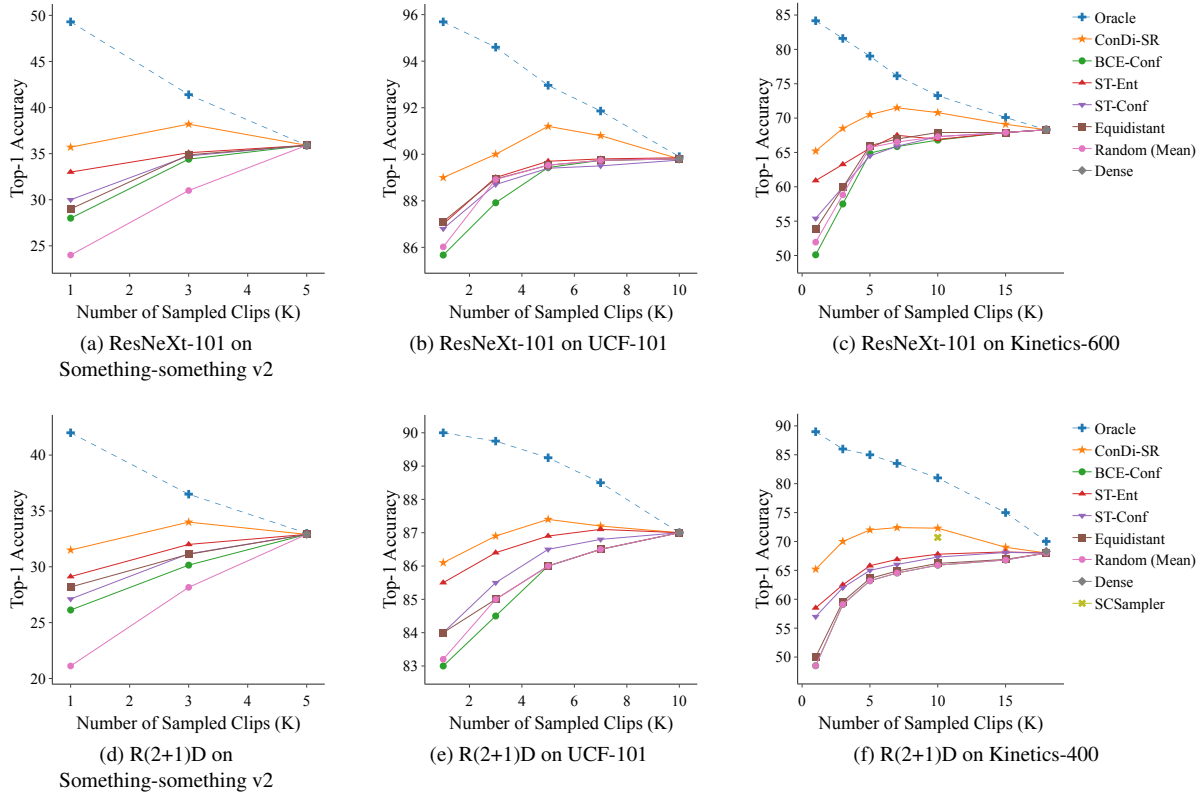 50
45
40
35
30
25
1
2
3
4
5
Top-1 Accuracy
Number of Sampled Clips (K)
(a) ResNeXt-101 on
Something-something v2
96
94
92
90
88
86
0
2
4
6
8
10
Top-1 Accuracy
Number of Sampled Clips (K)
(b) ResNeXt-101 on UCF-101
85
80
75
70
65
60
55
50
0
5
10
15
Top-1 Accuracy
Number of Sampled Clips (K)
(c) ResNeXt-101 on Kinetics-600
Oracle
ConDi-SR
BCE-Conf
ST-Ent
ST-Conf
Equidistant
Random (Mean)
Dense
40
35
30
25
20
1
2
3
4
5
Top-1 Accuracy
Number of Sampled Clips (K)
(d) R(2+1)D on
Something-something v2
90
89
88
87
86
85
84
83
0
2
4
6
8
10
Top-1 Accuracy
Number of Sampled Clips (K)
(e) R(2+1)D on UCF-101
90
85
80
75
70
65
60
55
50
0
5
10
15
Top-1 Accuracy
Number of Sampled Clips (K)
(f) R(2+1)D on Kinetics-400
Oracle
ConDi-SR
BCE-Conf
ST-Ent
ST-Conf
Equidistant
Random (Mean)
Dense
SCSampler